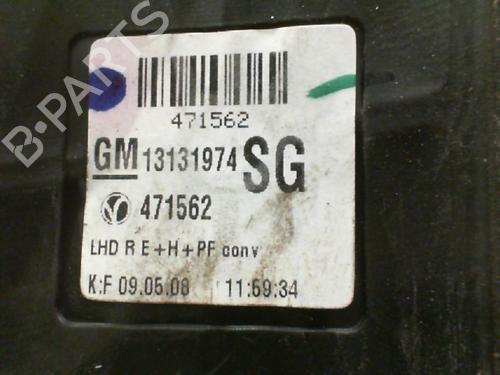 B-PARTS
471562
GM 13131974 SG
471562
LHD R E+H+PF conv
K:F 09.05.08 11:59:34